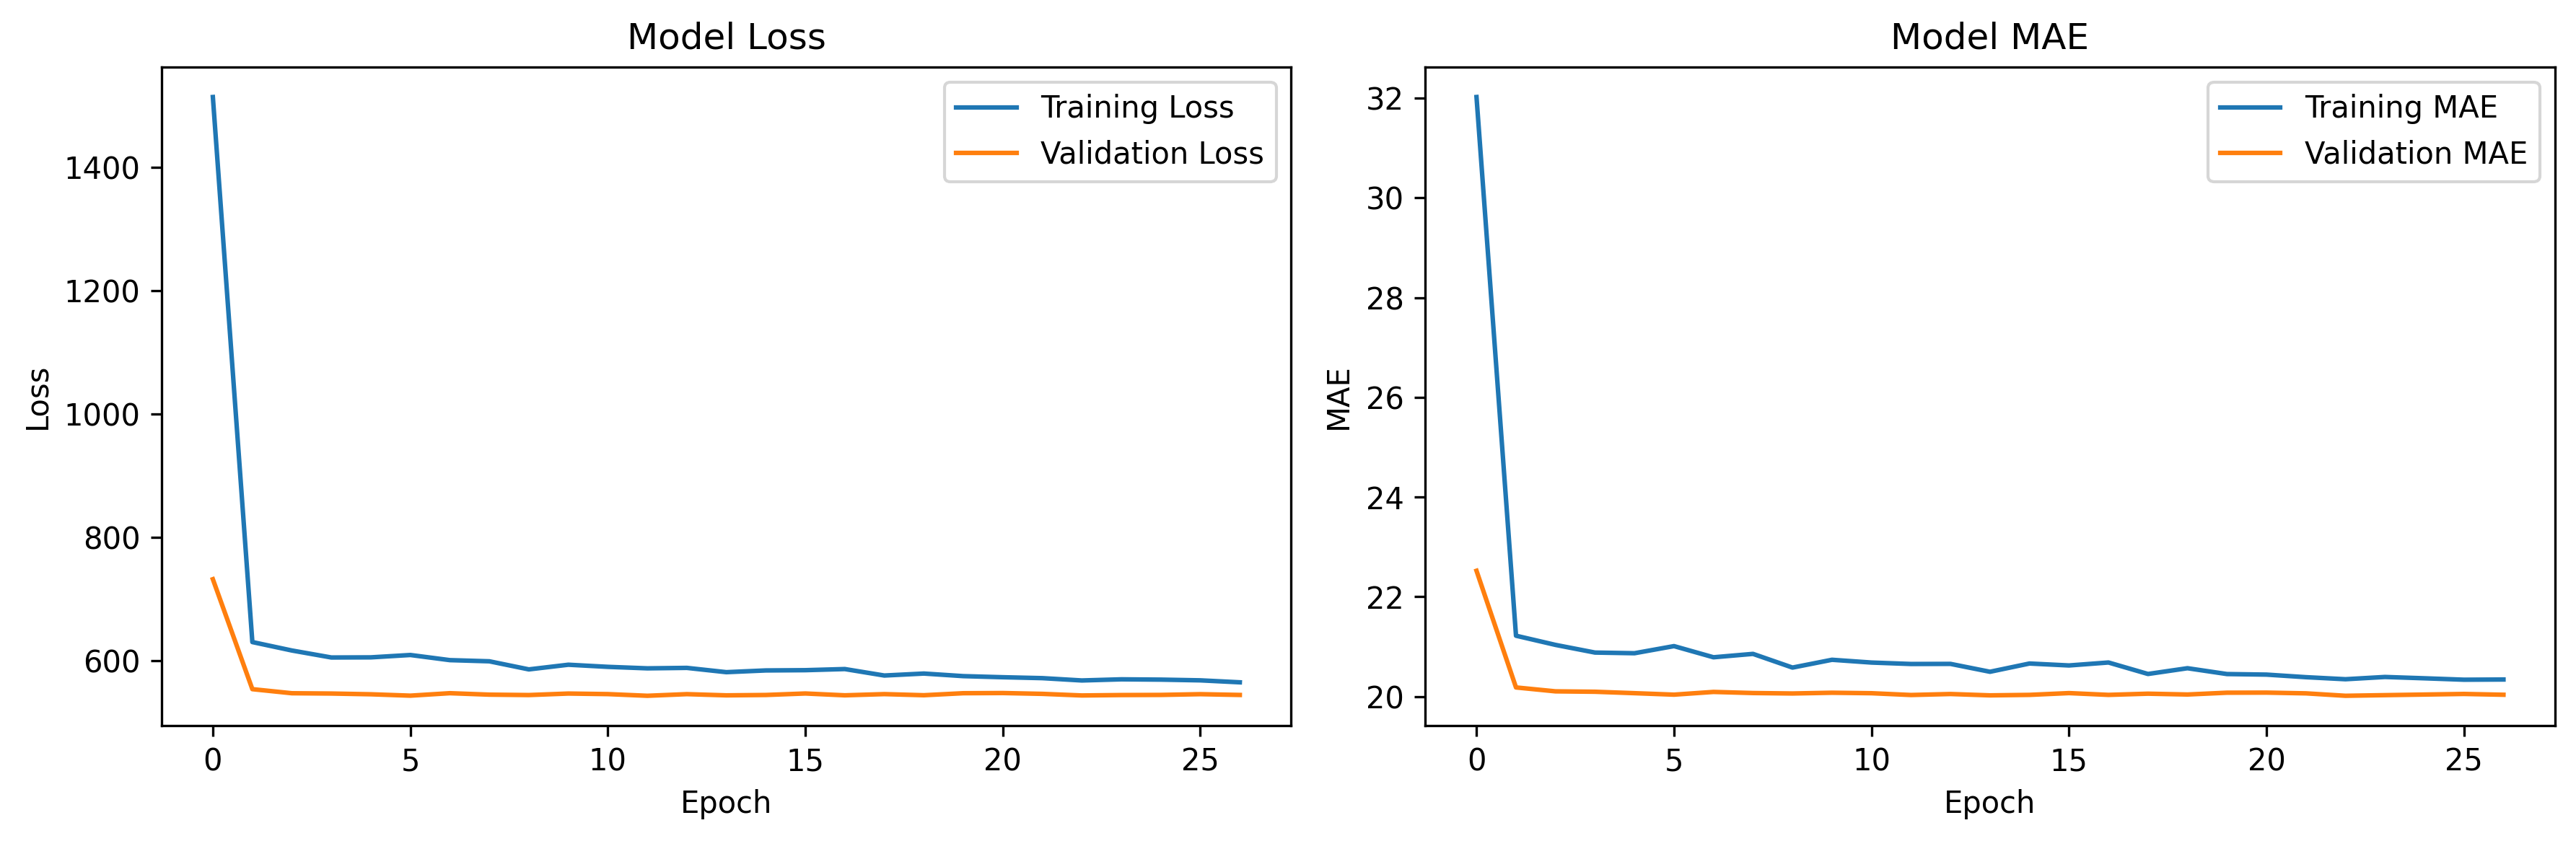 Model Loss
Training Loss
Validation Loss
1400
1200
1000
800
600
Loss
0 5 10 15 20 25
Epoch
Model MAE
Training MAE
Validation MAE
32
30
28
26
24
22
20
MAE
0 5 10 15 20 25
Epoch